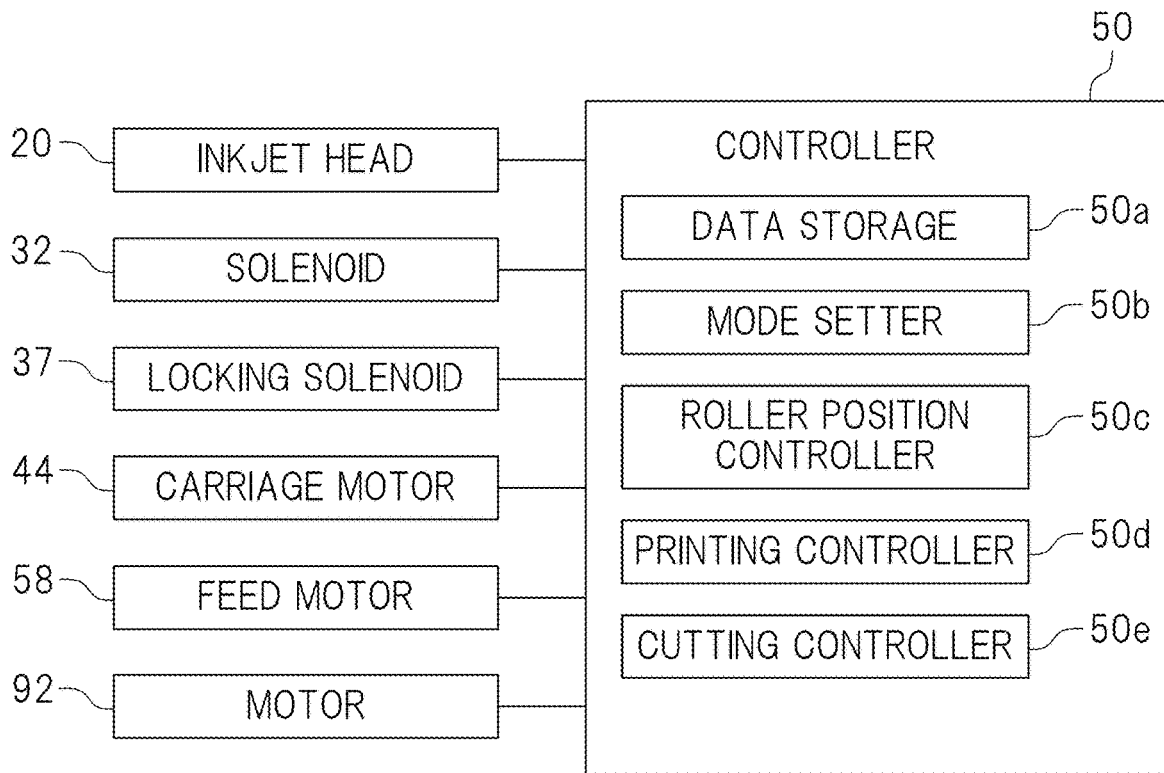 50
20 INKJET HEAD
32 SOLENOID
37 LOCKING SOLENOID
44 CARRIAGE MOTOR
58 FEED MOTOR
92 MOTOR
CONTROLLER
DATA STORAGE 50a
MODE SETTER 50b
ROLLER POSITION
CONTROLLER 50c
PRINTING CONTROLLER 50d
CUTTING CONTROLLER 50e